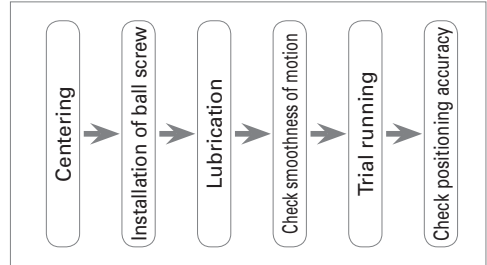 Centering
Installation of ball screw
Lubrication
Check smoothness of motion
Trial running
Check positioning accuracy